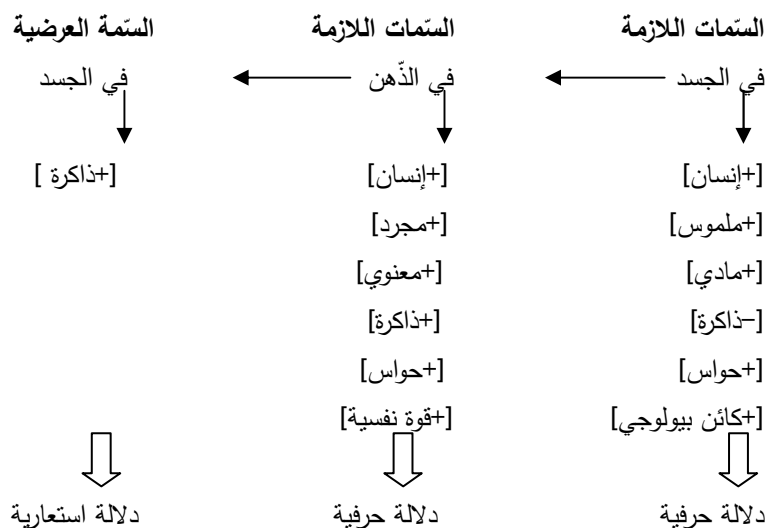 السّمات اللازمة السّمات اللازمة السّمة العرضية
في الجسد في الذّهن في الجسد
[+إنسان] [+إنسان] [+ذاكرة ]
[+ملموس] [+مجرد]
[+مادي] [+معنوي]
[–ذاكرة] [+ذاكرة]
[+حواس] [+حواس]
[+كائن بيولوجي] [+قوة نفسية]
دلالة حرفية دلالة حرفية دلالة استعارية